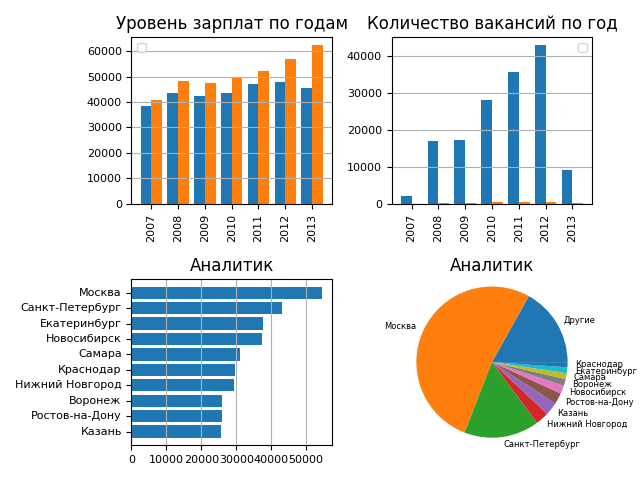 Уровень зарплат по годам
60000
50000
40000
30000
20000
10000
0
2007
2008
2009
2010
2011
2012
2013
Количество вакансий по год
40000
30000
20000
10000
0
2007
2008
2009
2010
2011
2012
2013
Аналитик
Москва
Санкт-Петербург
Екатеринбург
Новосибирск
Самара
Краснодар
Нижний Новгород
Воронеж
Ростов-на-Дону
Казань
0
10000
20000
30000
40000
50000
Аналитик
Другие
Москва
Краснодар
Екатеринбург
Самара
Воронеж
Новосибирск
Ростов-на-Дону
Казань
Нижний Новгород
Санкт-Петербург